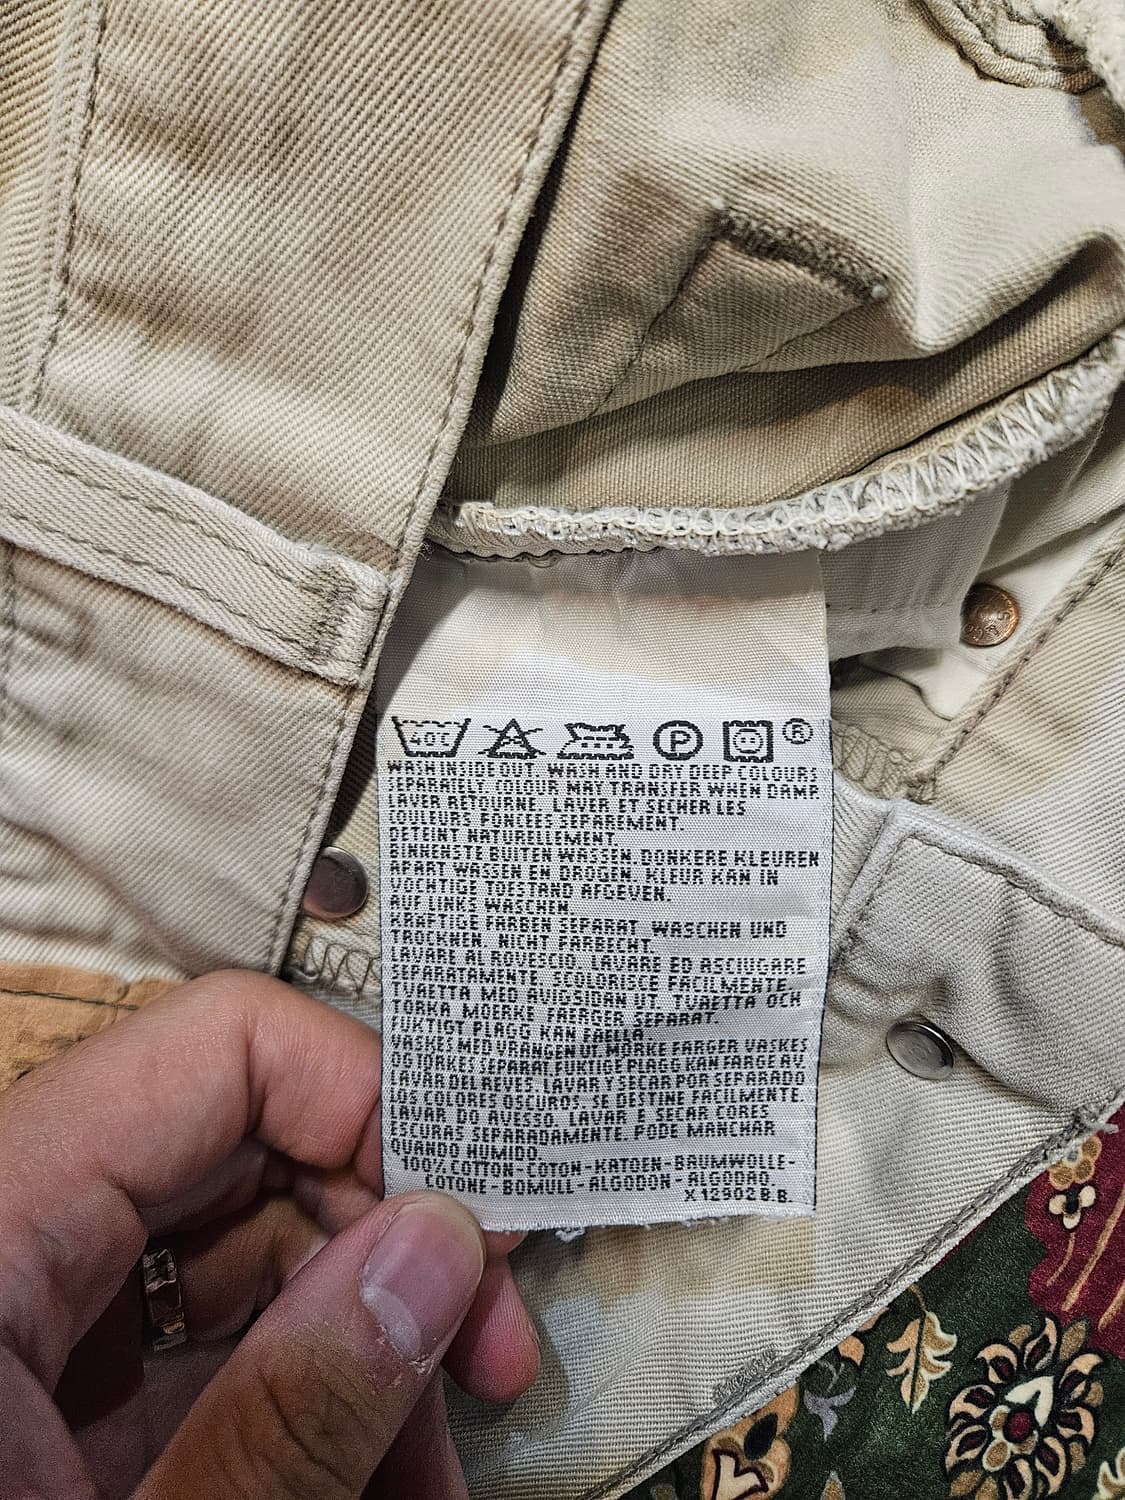 40C P ®
WASH INSIDE OUT. WASH AND DRY DEEP COLOURS
SEPARATELY. COLOUR MAY TRANSFER WHEN DAMP.
LAVER RETOURNE. LAVER ET SECHER LES
COULEURS FONCEES SEPAREMENT.
DETEINT NATURELLEMENT.
BINNENSTE BUITEN WASSEN. DONKERE KLEUREN
APART WASSEN EN DROGEN. KLEUR KAN IN
VOCHTIGE TOESTAND AFGEVEN.
AUF LINKS WASCHEN.
KRAFTIGE FARBEN SEPARAT WASCHEN UND
TROCKNEN. NICHT FARBECHT.
LAVARE AL ROVESCIO. LAVARE ED ASCIUGARE
SEPARATAMENTE. SCOLORISCE FACILMENTE.
TVAETTA MED AVIGSIDAN UT. TVAETTA OCH
TORKA MOERKE FAERGER SEPARAT.
FUKTIGT PLAGG KAN FAELLA.
VASKES MED VRANGEN UT. MORKE FARGER VASKES
OG TORKES SEPARAT. FUKTIGE PLAGG KAN FARGE AV.
LAVAR DEL REVES. LAVAR Y SECAR POR SEPARADO
LOS COLORES OSCUROS. SE DESTINE FACILMENTE.
LAVAR DO AVESSO. LAVAR E SECAR CORES
ESCURAS SEPARADAMENTE. PODE MANCHAR
QUANDO HUMIDO.
100% COTTON-COTON-KATOEN-BAUMWOLLE-
COTONE-BOMULL-ALGODON-ALGODAO.
X 12902 B.B.